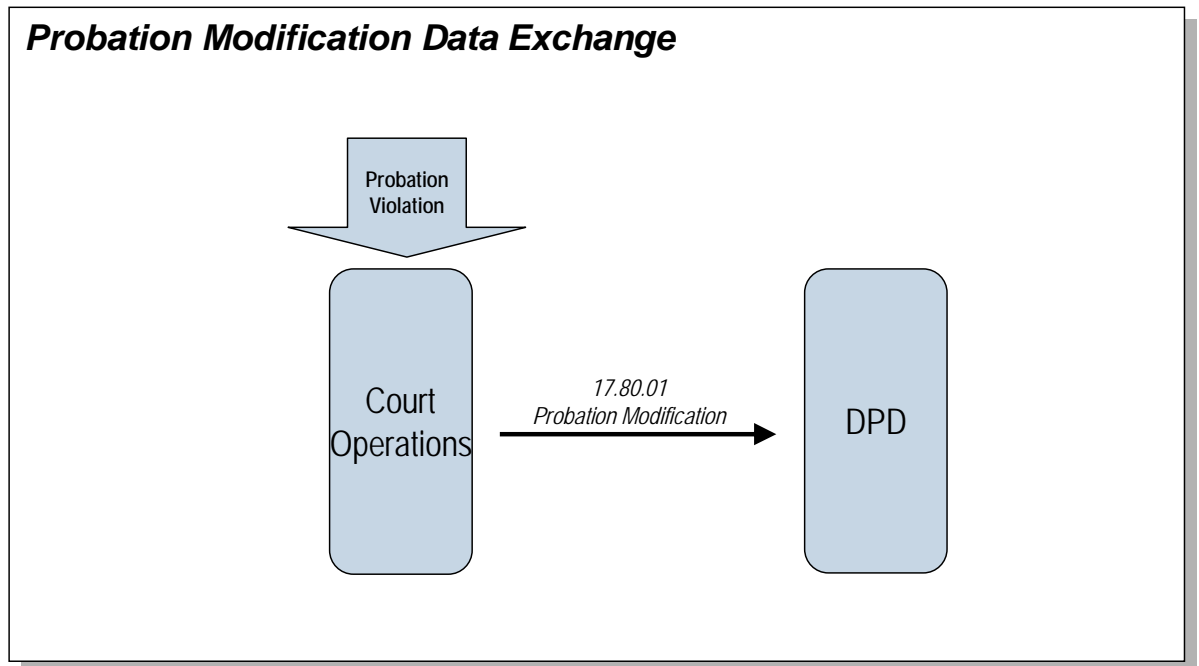 Probation Modification Data Exchange
Probation
Violation
Court
Operations
17.80.01
Probation Modification
DPD